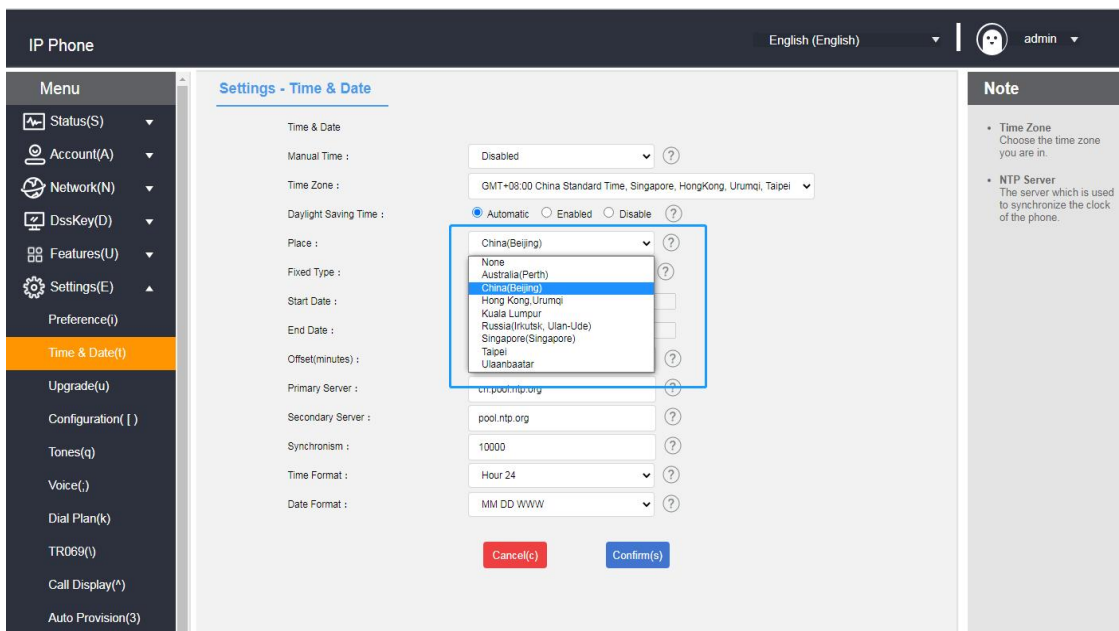 IP Phone
English (English)
admin
Menu
Status(S)
Account(A)
Network(N)
DssKey(D)
Features(U)
Settings(E)
Preference(i)
Time & Date(t)
Upgrade(u)
Configuration( [ )
Tones(q)
Voice(;)
Dial Plan(k)
TR069(\)
Call Display(^)
Auto Provision(3)
Settings - Time & Date
Time & Date
Manual Time : Disabled ?
Time Zone : GMT+08:00 China Standard Time, Singapore, HongKong, Urumqi, Taipei
Daylight Saving Time : Automatic Enabled Disable ?
Place : China(Beijing) ?
None
Australia(Perth)
China(Beijing)
Hong Kong,Urumqi
Kuala Lumpur
Russia(Irkutsk, Ulan-Ude)
Singapore(Singapore)
Taipei
Ulaanbaatar
Fixed Type : ?
Start Date :
End Date :
Offset(minutes) : ?
Primary Server : cn.pool.ntp.org ?
Secondary Server : pool.ntp.org ?
Synchronism : 10000 ?
Time Format : Hour 24 ?
Date Format : MM DD WWW ?
Cancel(c)
Confirm(s)
Note
Time Zone
Choose the time zone
you are in.
NTP Server
The server which is used
to synchronize the clock
of the phone.